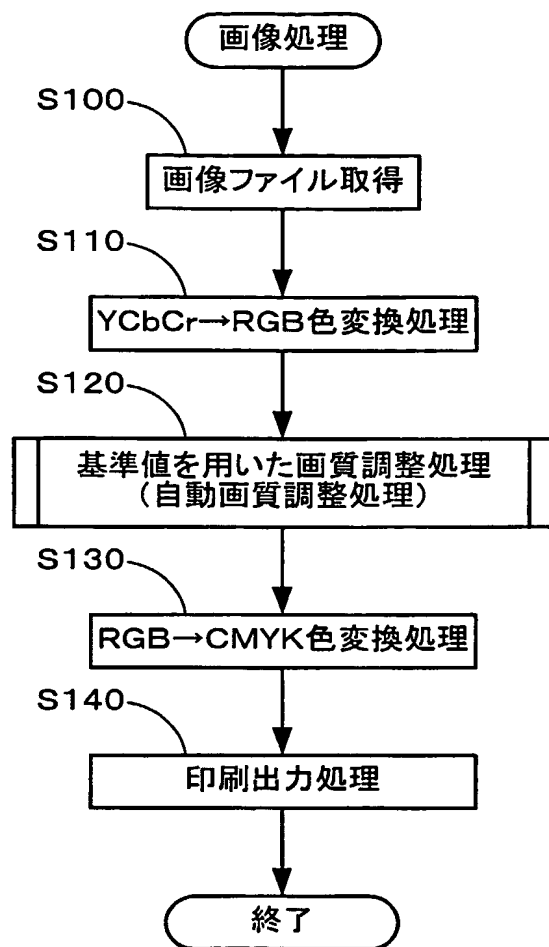 画像処理
S100
画像ファイル取得
S110
YCbCr→RGB色変換処理
S120
基準値を用いた画質調整処理
(自動画質調整処理)
S130
RGB→CMYK色変換処理
S140
印刷出力処理
終了